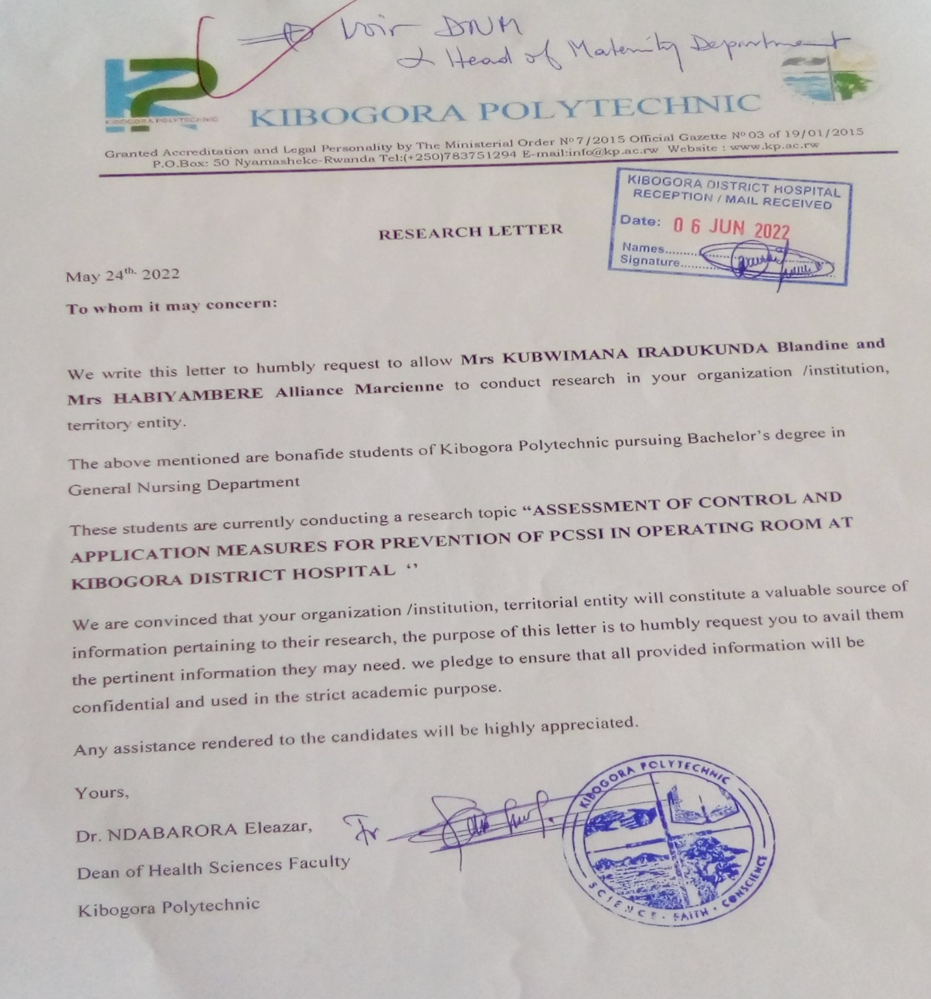 Voir DNM
& Head of Maternity Department
KP
KIBOGORA POLYTECHNIC
KIBOGORA POLYTECHNIC
Granted Accreditation and Legal Personality by The Ministerial Order Nº 7/2015 Official Gazette Nº 03 of 19/01/2015
P.O.Box: 50 Nyamasheke-Rwanda Tel:(+250)783751294 E-mail:info@kp.ac.rw Website : www.kp.ac.rw
KIBOGORA DISTRICT HOSPITAL
RECEPTION / MAIL RECEIVED
Date: 06 JUN 2022
Names..........
Signature..........
RESEARCH LETTER
May 24th. 2022
To whom it may concern:
We write this letter to humbly request to allow Mrs KUBWIMANA IRADUKUNDA Blandine and
Mrs HABIYAMBERE Alliance Marcienne to conduct research in your organization /institution,
territory entity.
The above mentioned are bonafide students of Kibogora Polytechnic pursuing Bachelor's degree in
General Nursing Department
These students are currently conducting a research topic “ASSESSMENT OF CONTROL AND
APPLICATION MEASURES FOR PREVENTION OF PCSSI IN OPERATING ROOM AT
KIBOGORA DISTRICT HOSPITAL ‘’
We are convinced that your organization /institution, territorial entity will constitute a valuable source of
information pertaining to their research, the purpose of this letter is to humbly request you to avail them
the pertinent information they may need. we pledge to ensure that all provided information will be
confidential and used in the strict academic purpose.
Any assistance rendered to the candidates will be highly appreciated.
Yours,
Dr. NDABARORA Eleazar,
Fr
Dean of Health Sciences Faculty
Kibogora Polytechnic
KIBOGORA POLYTECHNIC
SCIENCE · FAITH · CONSCIENCE